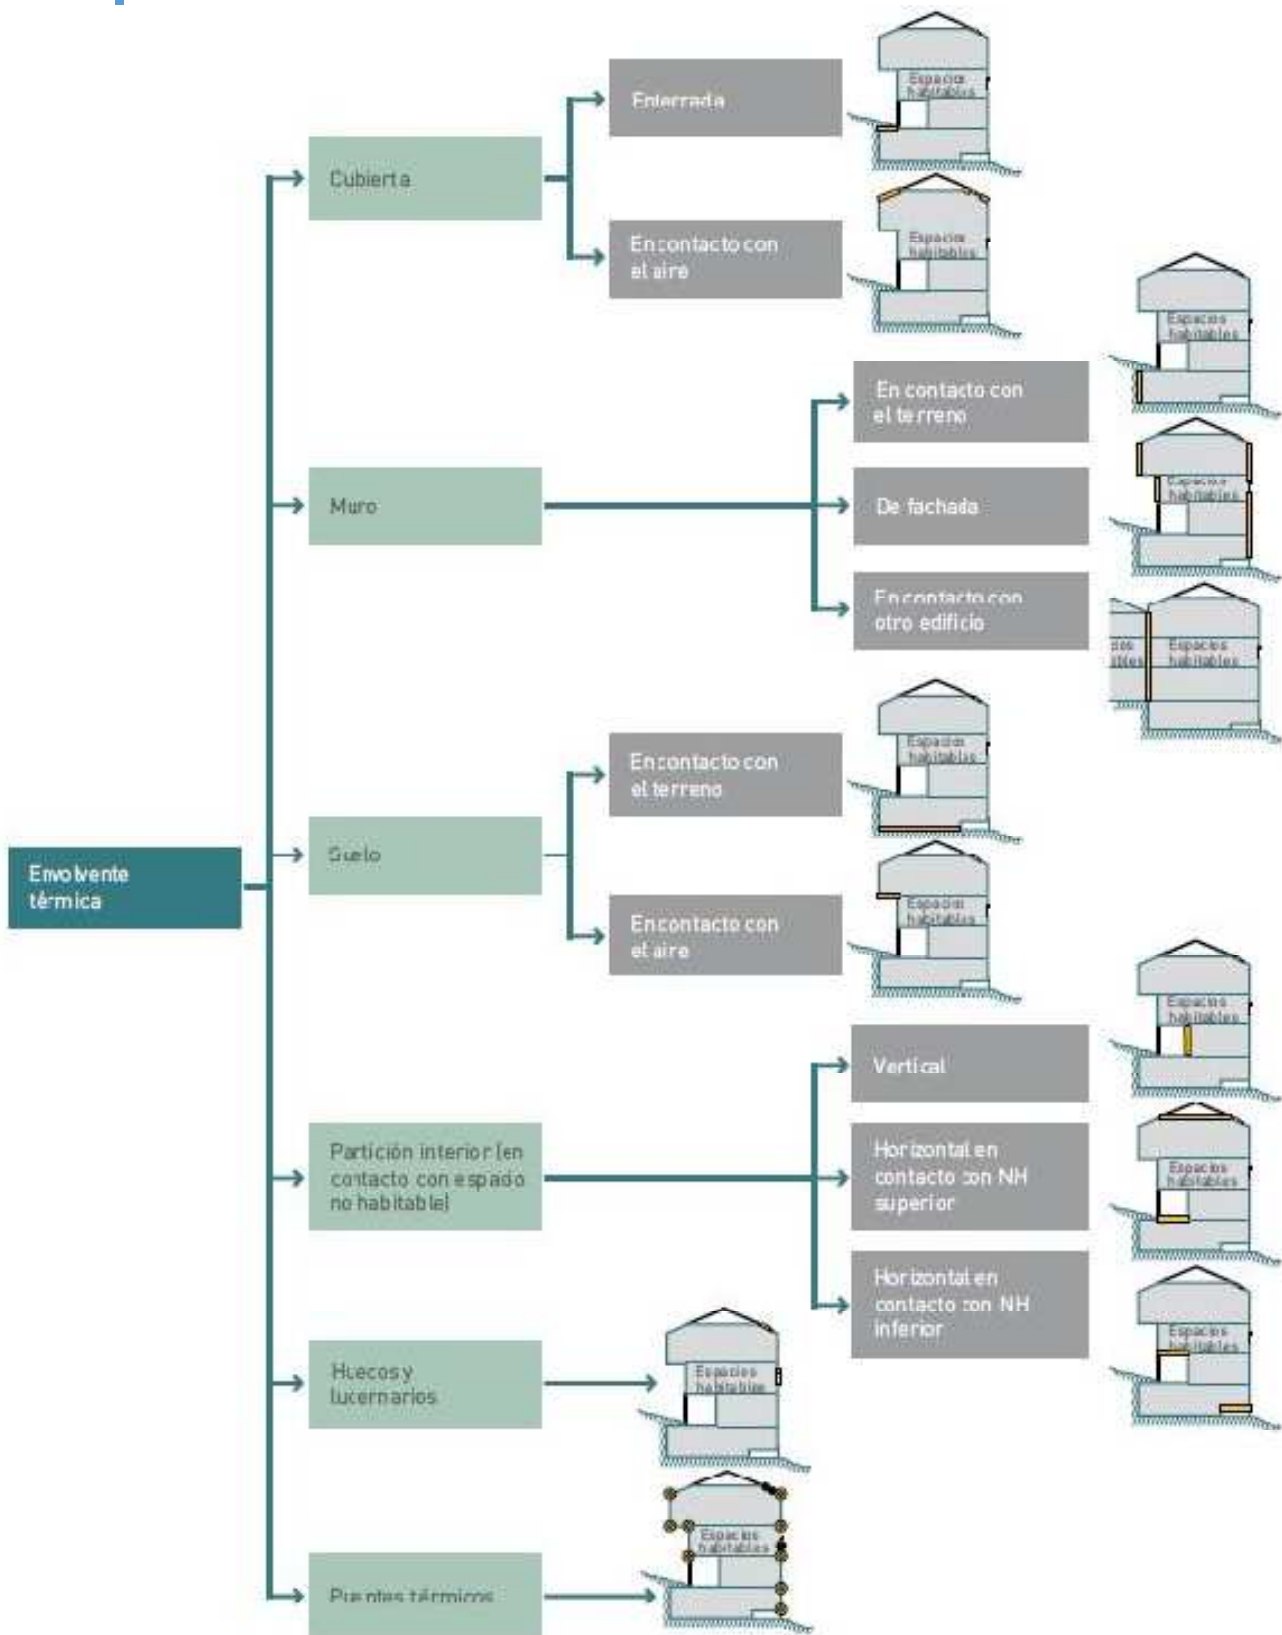 Enterrada
Espacios
habitables
Cubierta
En contacto con
el aire
Espacios
habitables
En contacto con
el terreno
Espacios
habitables
Muro
De fachada
Espacios
habitables
En contacto con
otro edificio
Espacios
habitables
En contacto con
el terreno
Espacios
habitables
Suelo
Envolvente
térmica
En contacto con
el aire
Espacios
habitables
Vertical
Espacios
habitables
Partición interior (en
contacto con espacio
no habitable)
Horizontal en
contacto con NH
superior
Espacios
habitables
Horizontal en
contacto con NH
inferior
Espacios
habitables
Huecos y
lucernarios
Espacios
habitables
Puentes térmicos
Espacios
habitables